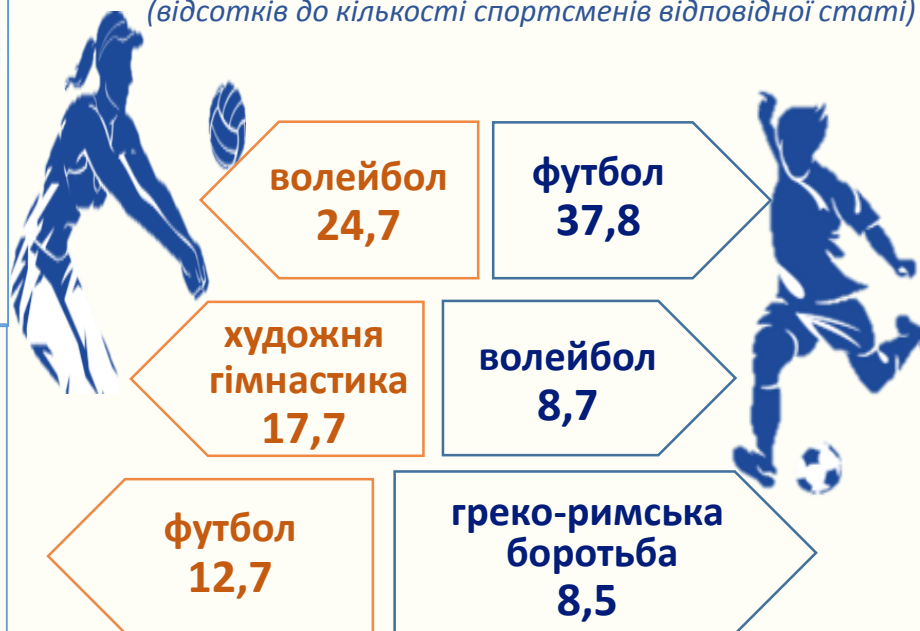 (відсотків до кількості спортсменів відповідної статі)
волейбол
24,7
футбол
37,8
художня
гімнастика
17,7
волейбол
8,7
футбол
12,7
греко-римська
боротьба
8,5